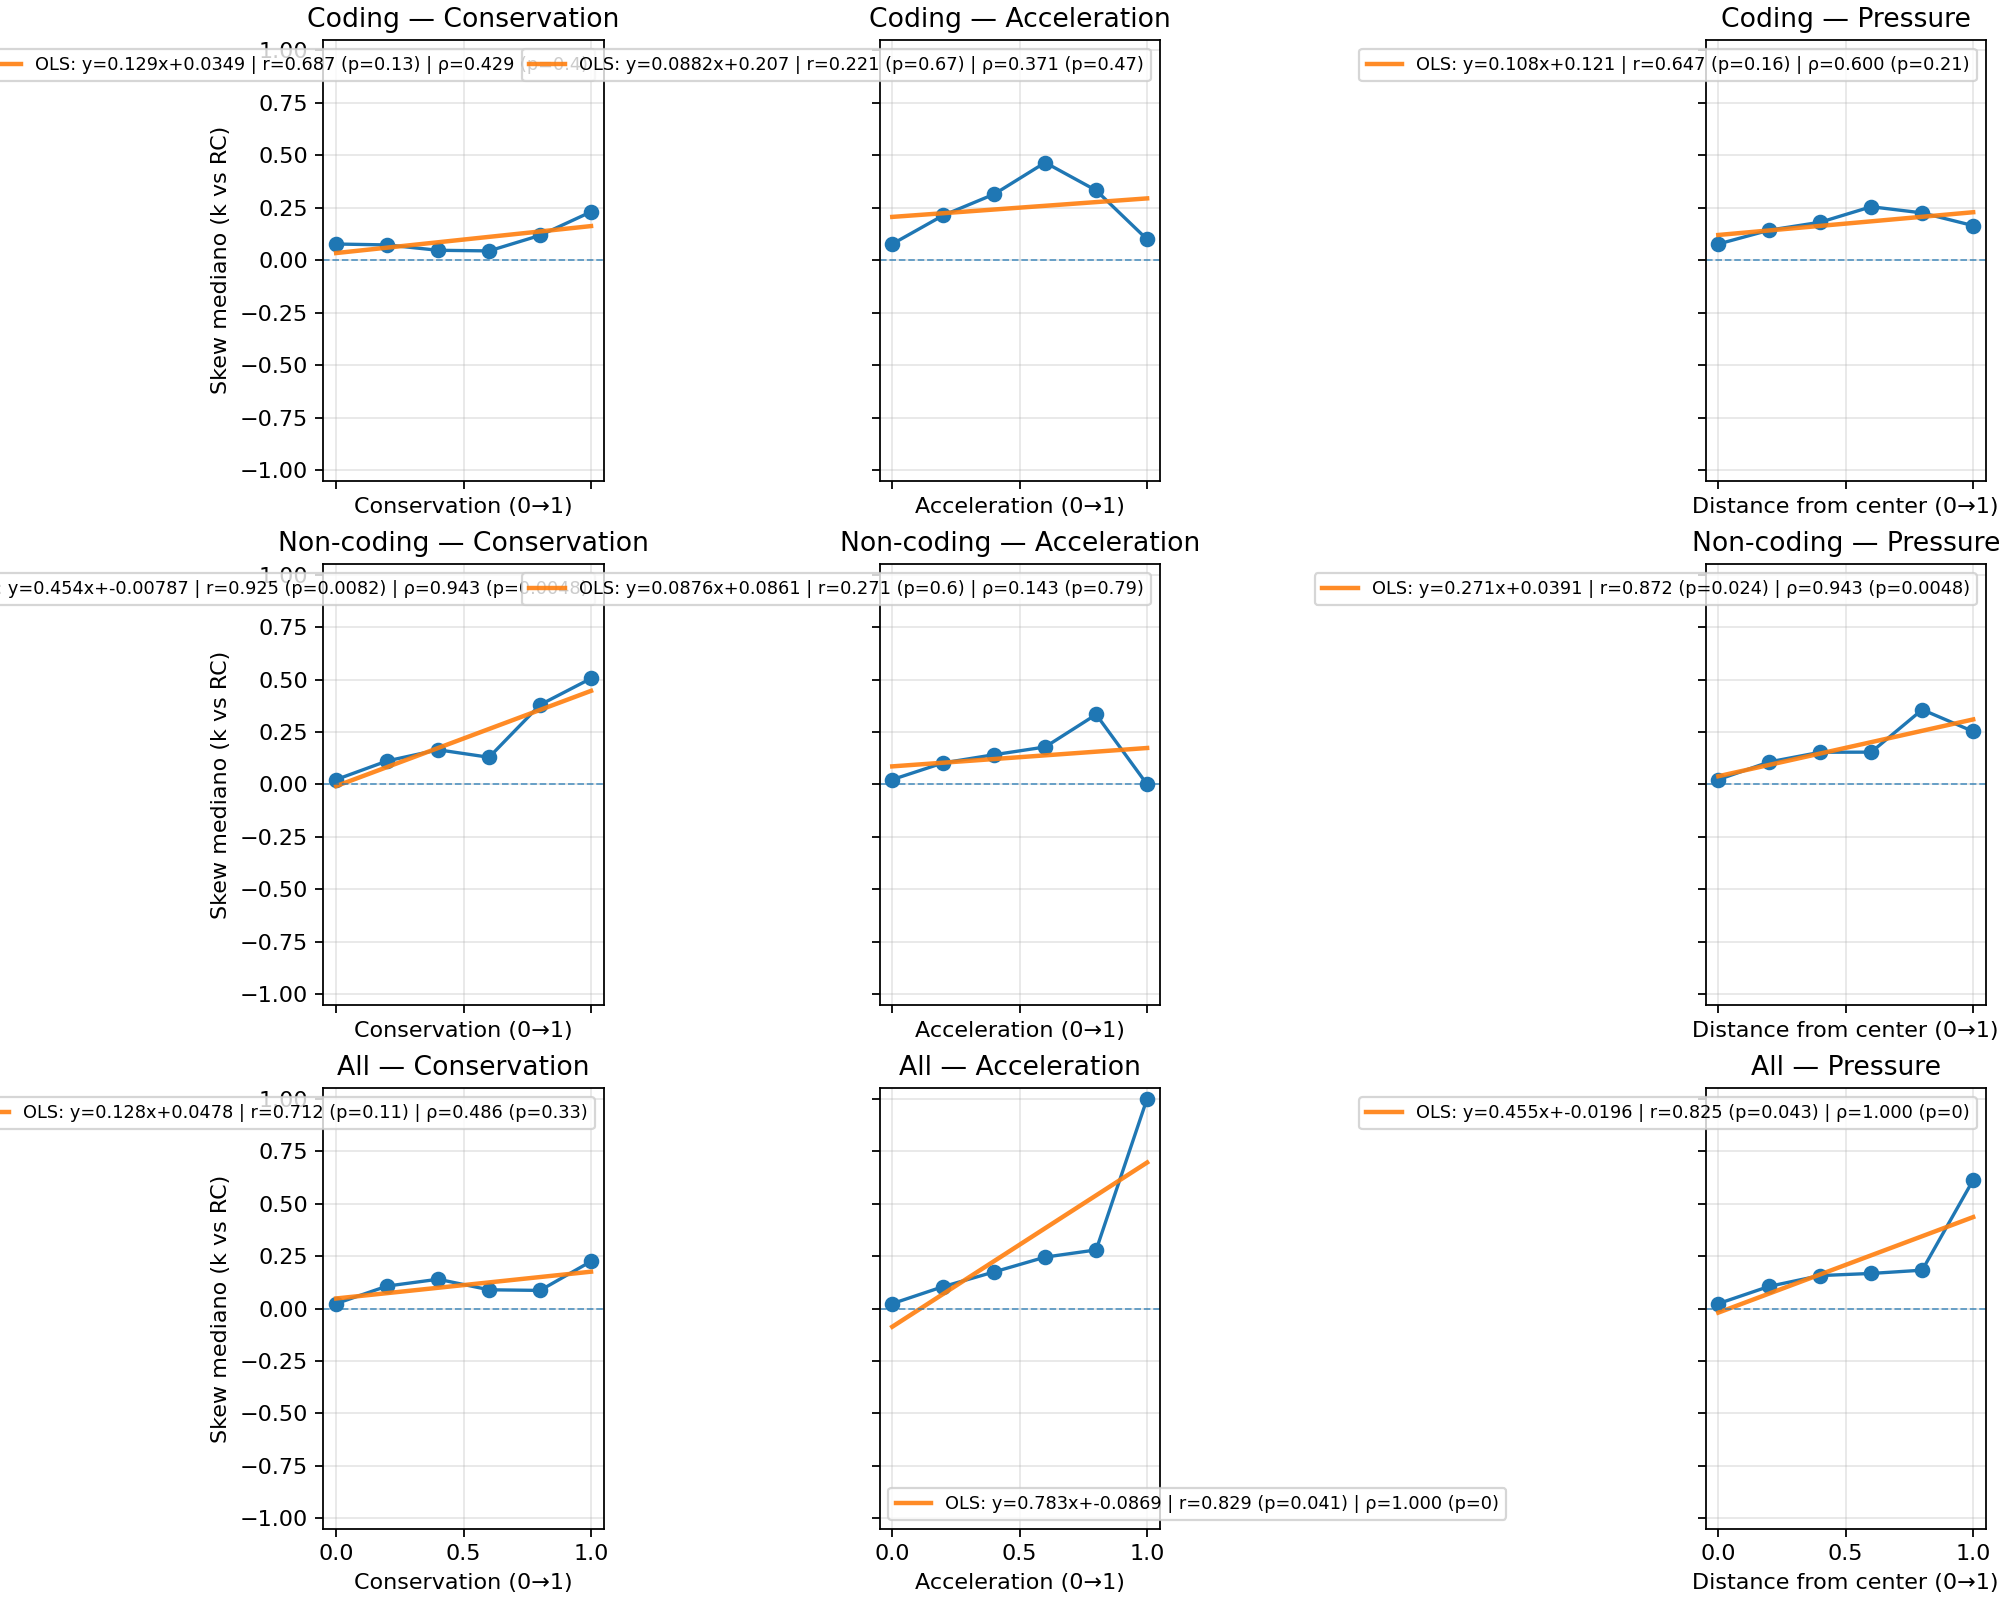 Coding — Conservation
Coding — Acceleration
Coding — Pressure
OLS: y=0.129x+0.0349 | r=0.687 (p=0.13) | ρ=0.429
OLS: y=0.0882x+0.207 | r=0.221 (p=0.67) | ρ=0.371 (p=0.47)
OLS: y=0.108x+0.121 | r=0.647 (p=0.16) | ρ=0.600 (p=0.21)
1.00
0.75
0.50
0.25
0.00
−0.25
−0.50
−0.75
−1.00
Skew mediano (k vs RC)
Conservation (0→1)
Acceleration (0→1)
Distance from center (0→1)
Non-coding — Conservation
Non-coding — Acceleration
Non-coding — Pressure
: y=0.454x+-0.00787 | r=0.925 (p=0.0082) | ρ=0.943 (p=0.0048)
OLS: y=0.0876x+0.0861 | r=0.271 (p=0.6) | ρ=0.143 (p=0.79)
OLS: y=0.271x+0.0391 | r=0.872 (p=0.024) | ρ=0.943 (p=0.0048)
1.00
0.75
0.50
0.25
0.00
−0.25
−0.50
−0.75
−1.00
Skew mediano (k vs RC)
Conservation (0→1)
Acceleration (0→1)
Distance from center (0→1)
All — Conservation
All — Acceleration
All — Pressure
OLS: y=0.128x+0.0478 | r=0.712 (p=0.11) | ρ=0.486 (p=0.33)
OLS: y=0.455x+-0.0196 | r=0.825 (p=0.043) | ρ=1.000 (p=0)
1.00
0.75
0.50
0.25
0.00
−0.25
−0.50
−0.75
−1.00
Skew mediano (k vs RC)
OLS: y=0.783x+-0.0869 | r=0.829 (p=0.041) | ρ=1.000 (p=0)
0.0 0.5 1.0
0.0 0.5 1.0
0.0 0.5 1.0
Conservation (0→1)
Acceleration (0→1)
Distance from center (0→1)